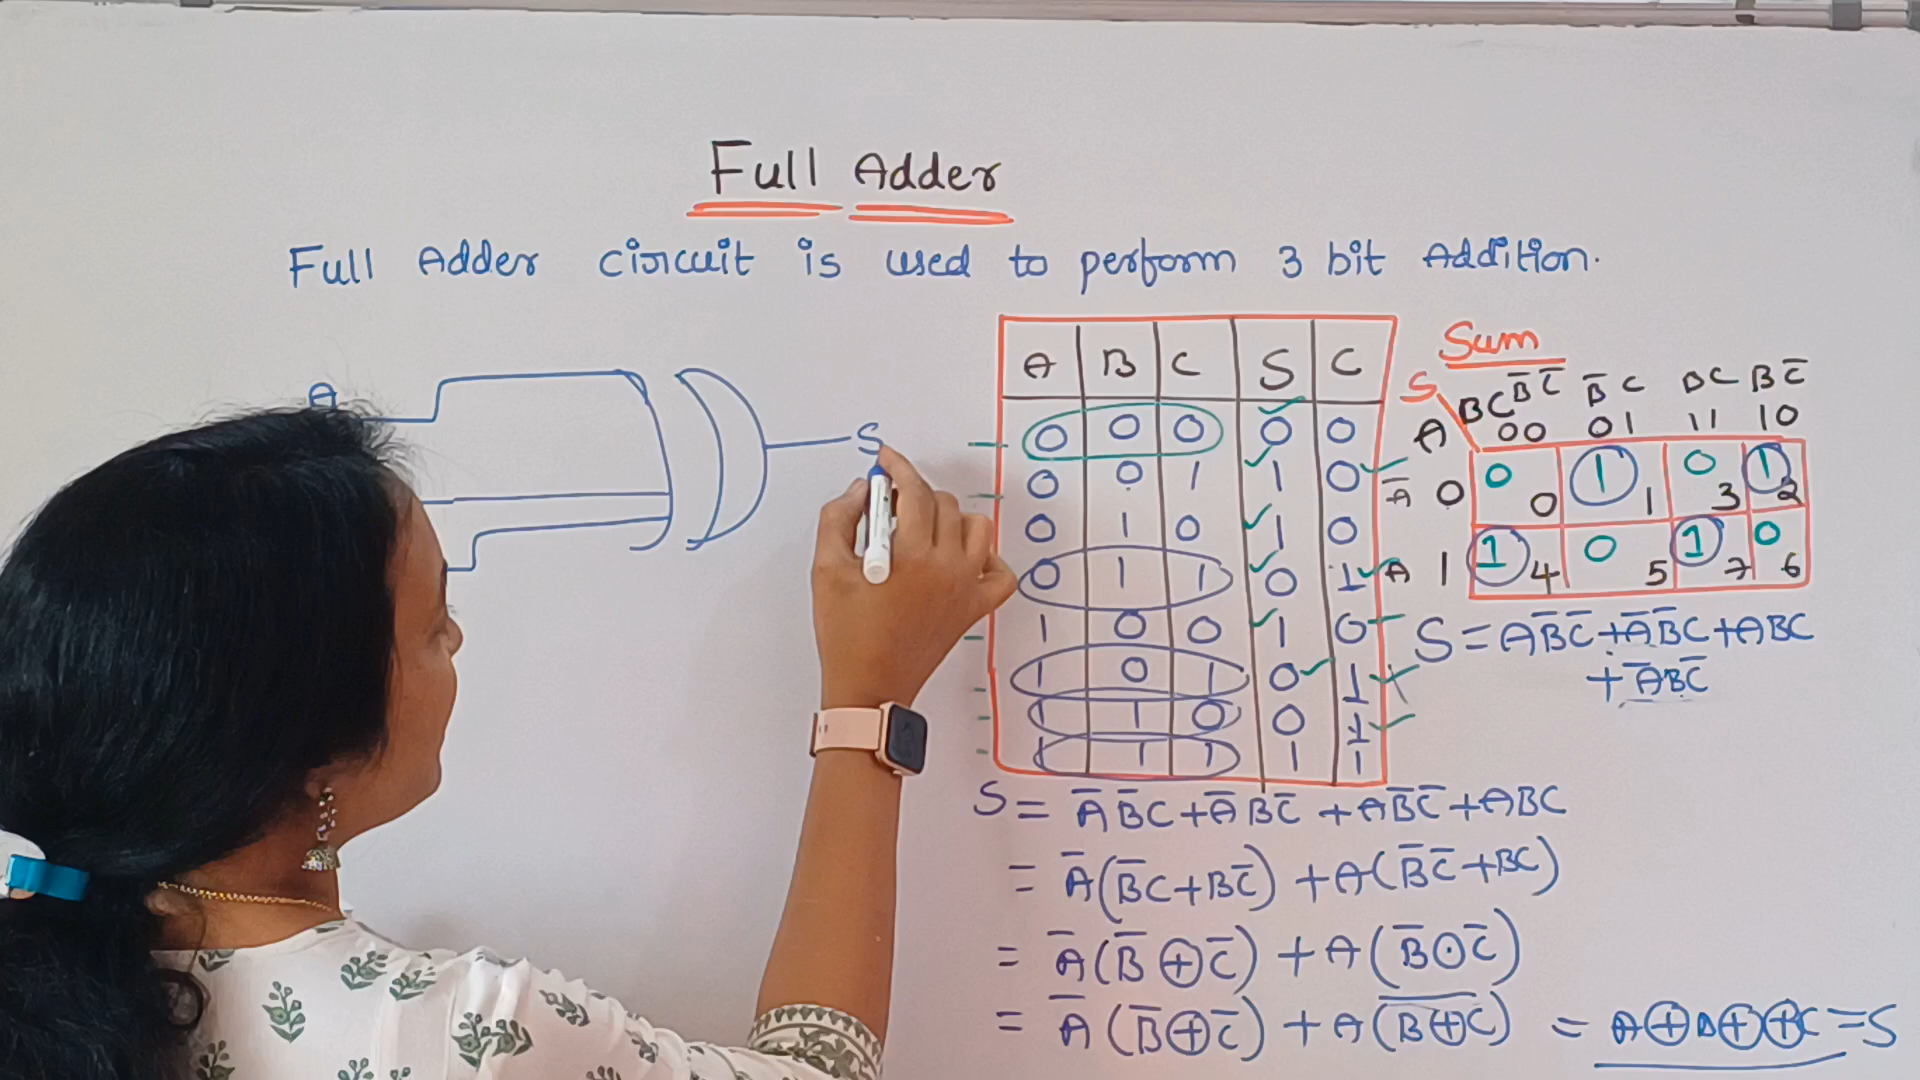 Full Adder
Full Adder circuit is used to perform 3 bit Addition.
A
S
A B C S C
0 0 0 0 0
0 0 1 1 0
0 1 0 1 0
0 1 1 0 1
1 0 0 1 0
1 0 1 0 1
1 1 0 0 1
1 1 1 1 1
Sum
S
BC B̅C̅ B̅C BC BC̅
A 00 01 11 10
A̅ 0 0 0 1 1 0 3 1 2
A 1 1 4 0 5 1 7 0 6
S = AB̅C̅ + A̅B̅C + ABC
+ A̅BC̅
S = A̅B̅C + A̅BC̅ + AB̅C̅ + ABC
= A̅(B̅C + BC̅) + A(B̅C̅ + BC)
= A̅(B̅ ⊕ C̅) + A(B̅ ⊙ C̅)
= A̅(B̅ ⊕ C̅) + A(B̅ ̅⊕̅ ̅C̅) = A ⊕ B ⊕ ⊕ C = S